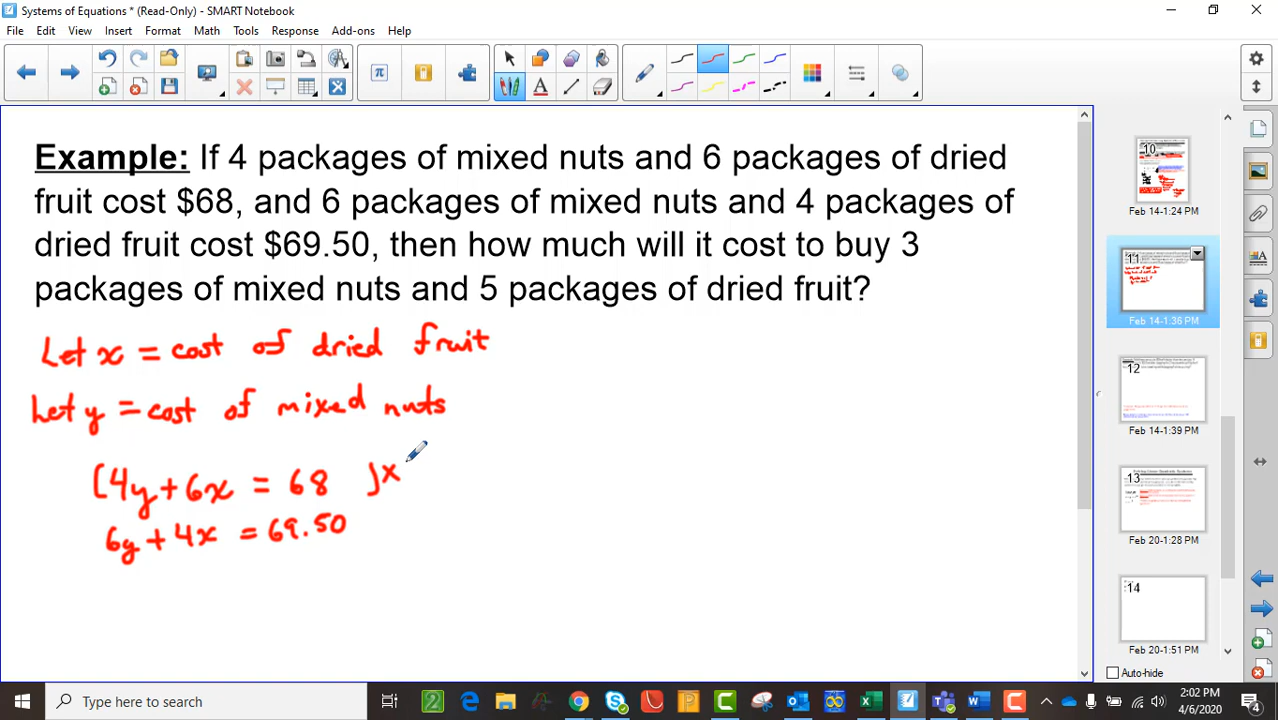 Systems of Equations * (Read-Only) - SMART Notebook
File Edit View Insert Format Math Tools Response Add-ons Help
Example: If 4 packages of mixed nuts and 6 packages of dried
fruit cost $68, and 6 packages of mixed nuts and 4 packages of
dried fruit cost $69.50, then how much will it cost to buy 3
packages of mixed nuts and 5 packages of dried fruit?
Let x = cost of dried fruit
Let y = cost of mixed nuts
(4y + 6x = 68 )x
6y + 4x = 69.50
10
Feb 14-1:24 PM
11
Feb 14-1:36 PM
12
Feb 14-1:39 PM
13
Feb 20-1:28 PM
14
Feb 20-1:51 PM
Auto-hide
Type here to search
2:02 PM
4/6/2020
4